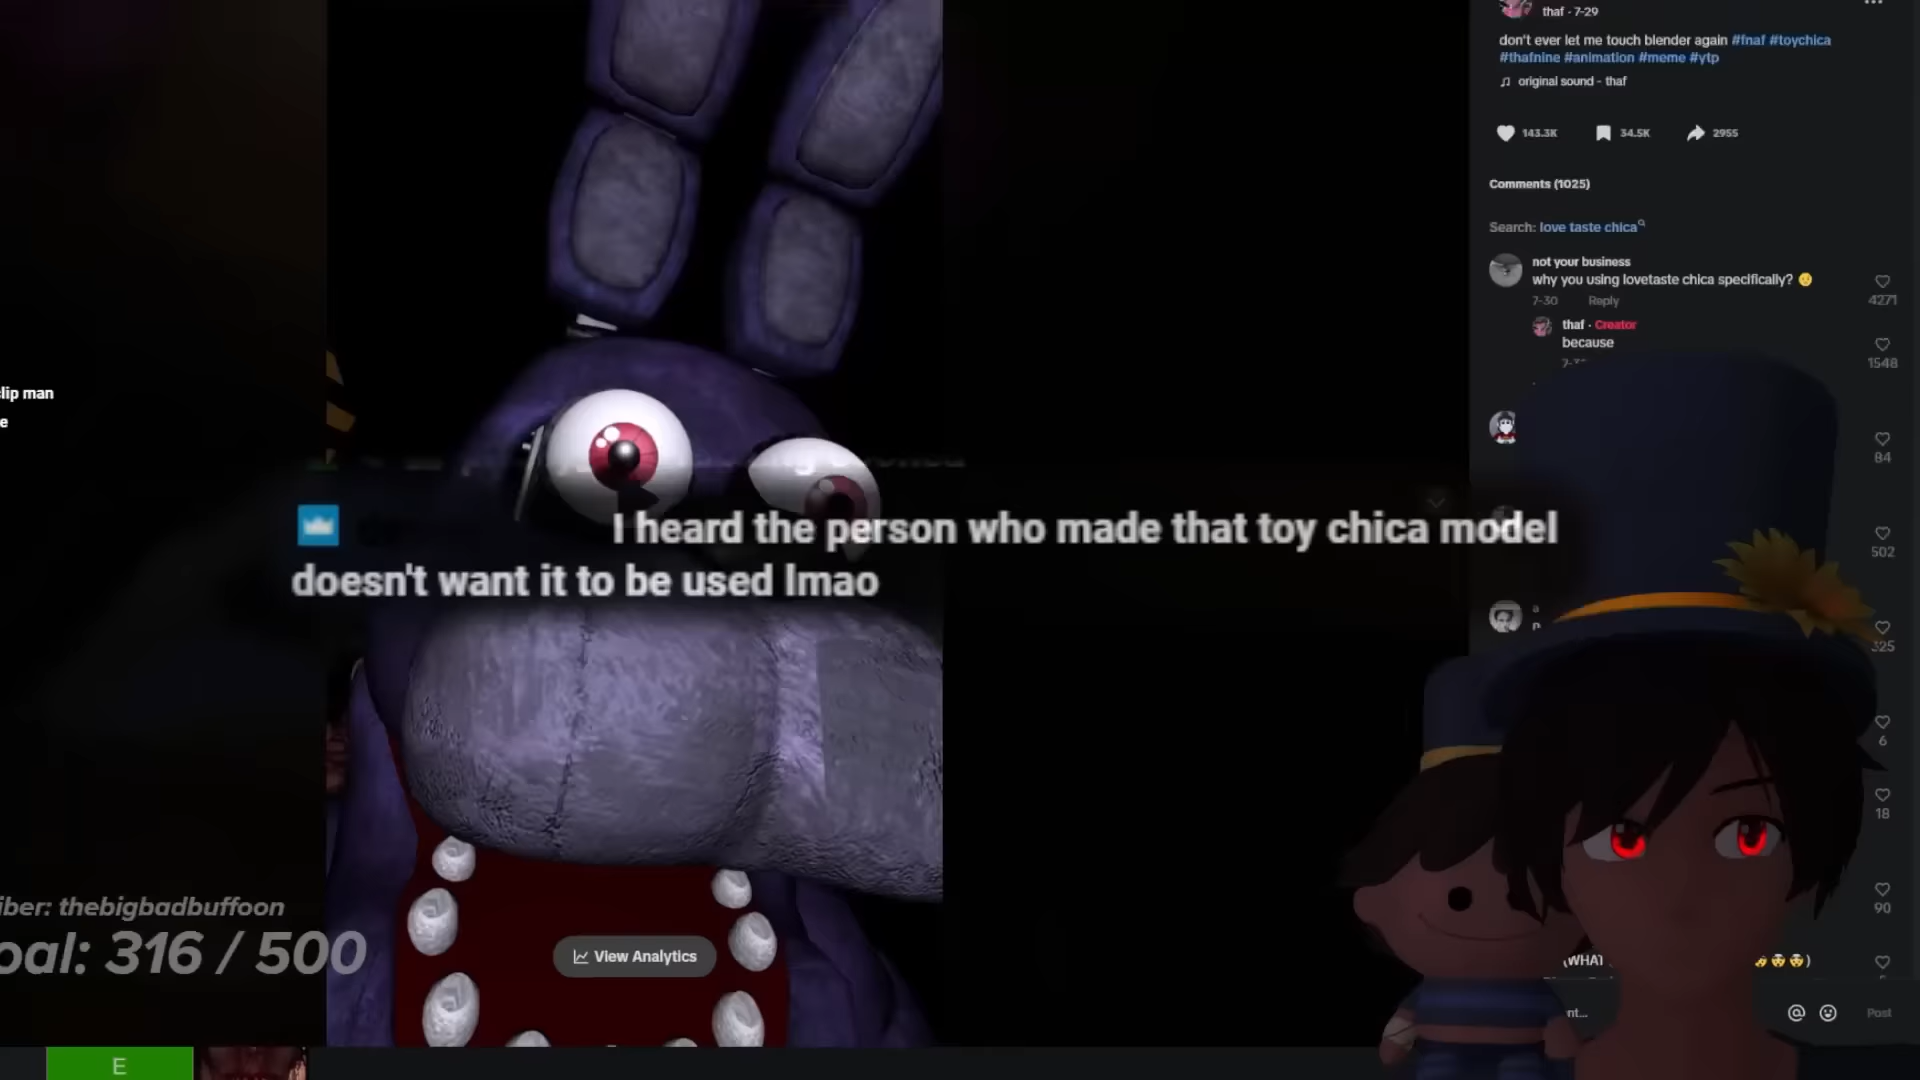 thaf · 7-29
don't ever let me touch blender again #fnaf #toychica
#thafnine #animation #meme #ytp
original sound - thaf
143.3K 34.5K 2955
Comments (1025)
Search: love taste chica
not your business
why you using lovetaste chica specifically?
7-30 Reply
4271
thaf · Creator
because
1548
lip man
e
84
I heard the person who made that toy chica model
doesn't want it to be used lmao
502
6
18
iber: thebigbadbuffoon
oal: 316 / 500
90
View Analytics
(WHAT
nt...
Post
E